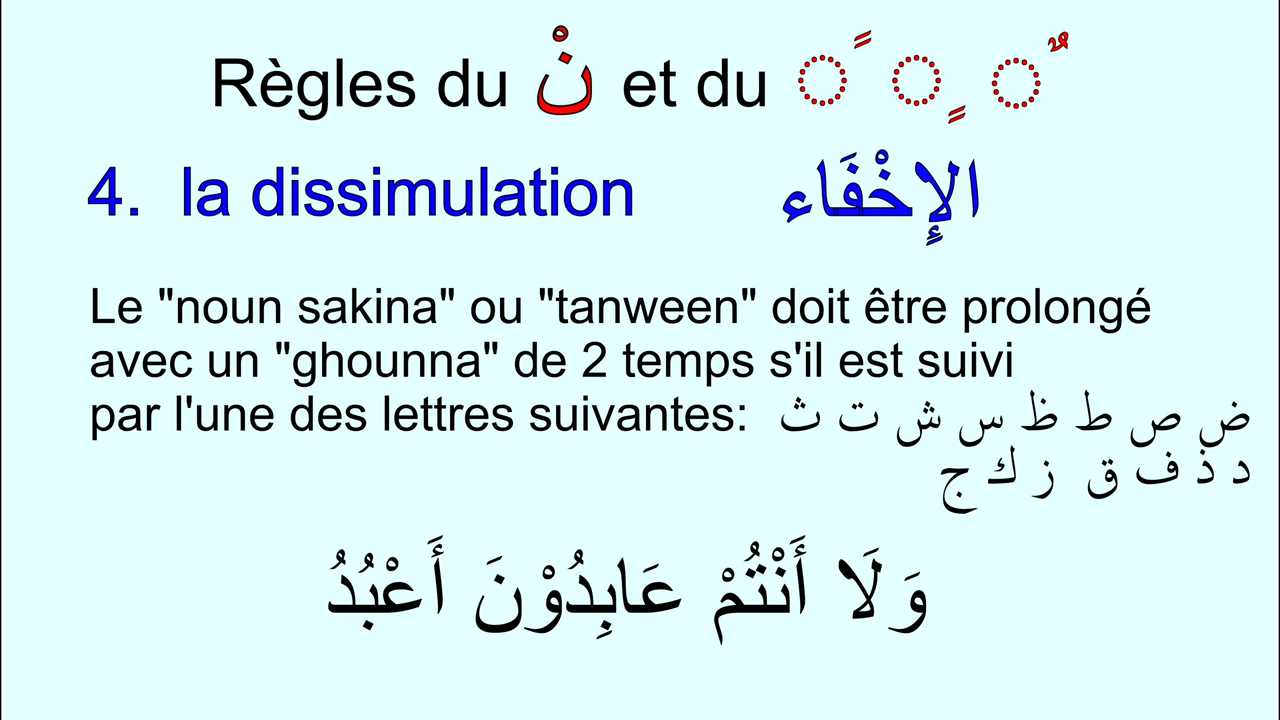 Règles du نْ et du ◌ً ◌ٍ ◌ٌ
4. la dissimulation الإِخْفَاء
Le "noun sakina" ou "tanween" doit être prolongé
avec un "ghounna" de 2 temps s'il est suivi
par l'une des lettres suivantes: ض ص ط ظ س ش ت ث
د ذ ف ق ز ك ج
وَلَا أَنْتُمْ عَابِدُوْنَ أَعْبُدُ